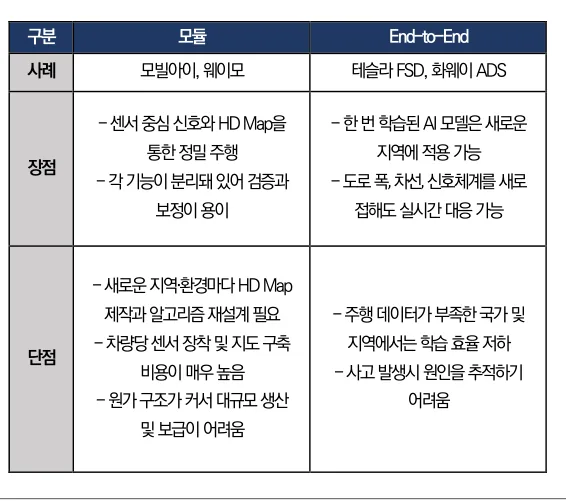 구분 모듈 End-to-End
사례 모빌아이, 웨이모 테슬라 FSD, 화웨이 ADS
장점
- 센서 중심 신호와 HD Map을
통한 정밀 주행
- 각 기능이 분리돼 있어 검증과
보정이 용이
- 한 번 학습된 AI 모델은 새로운
지역에 적용 가능
- 도로 폭, 차선, 신호체계를 새로
접해도 실시간 대응 가능
단점
- 새로운 지역·환경마다 HD Map
제작과 알고리즘 재설계 필요
- 차량당 센서 장착 및 지도 구축
비용이 매우 높음
- 원가 구조가 커서 대규모 생산
및 보급이 어려움
- 주행 데이터가 부족한 국가 및
지역에서는 학습 효율 저하
- 사고 발생시 원인을 추적하기
어려움